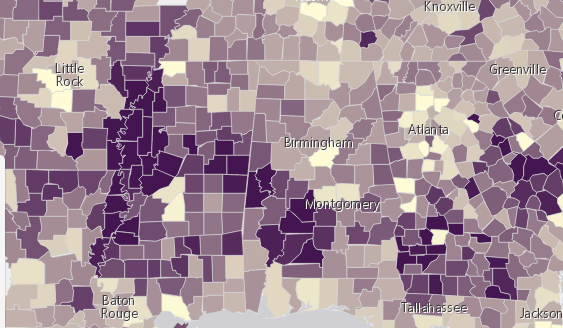 Knoxville
Little
Rock
Greenville
Atlanta
Birmingham
Montgomery
Baton
Rouge
Tallahassee
Jackson